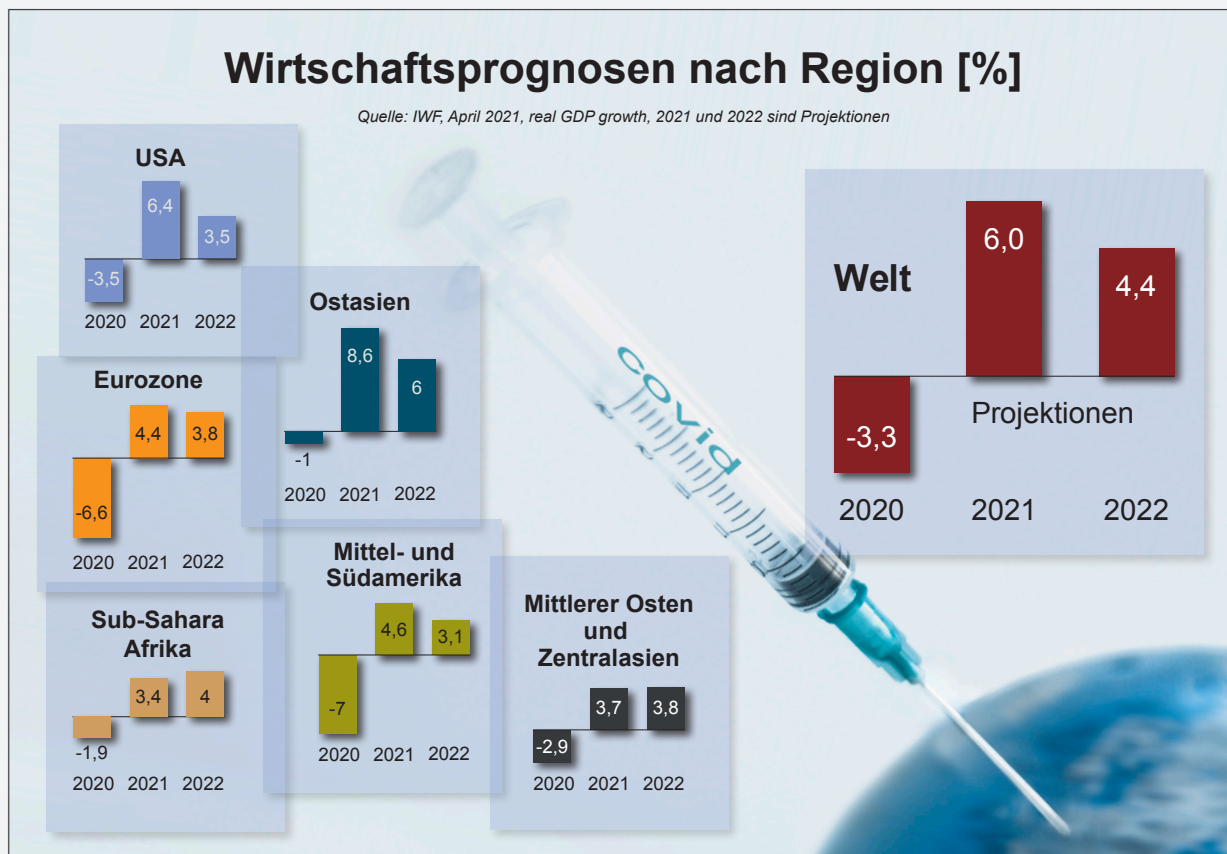 Wirtschaftsprognosen nach Region [%]
Quelle: IWF, April 2021, real GDP growth, 2021 und 2022 sind Projektionen
USA
6,4
3,5
-3,5
2020 2021 2022
Ostasien
8,6
6
-1
2020 2021 2022
Eurozone
4,4
3,8
-6,6
2020 2021 2022
Mittel- und
Südamerika
4,6
3,1
-7
2020 2021 2022
Sub-Sahara
Afrika
3,4
4
-1,9
2020 2021 2022
Mittlerer Osten
und
Zentralasien
3,7
3,8
-2,9
2020 2021 2022
covid
Welt
6,0
4,4
-3,3
Projektionen
2020 2021 2022